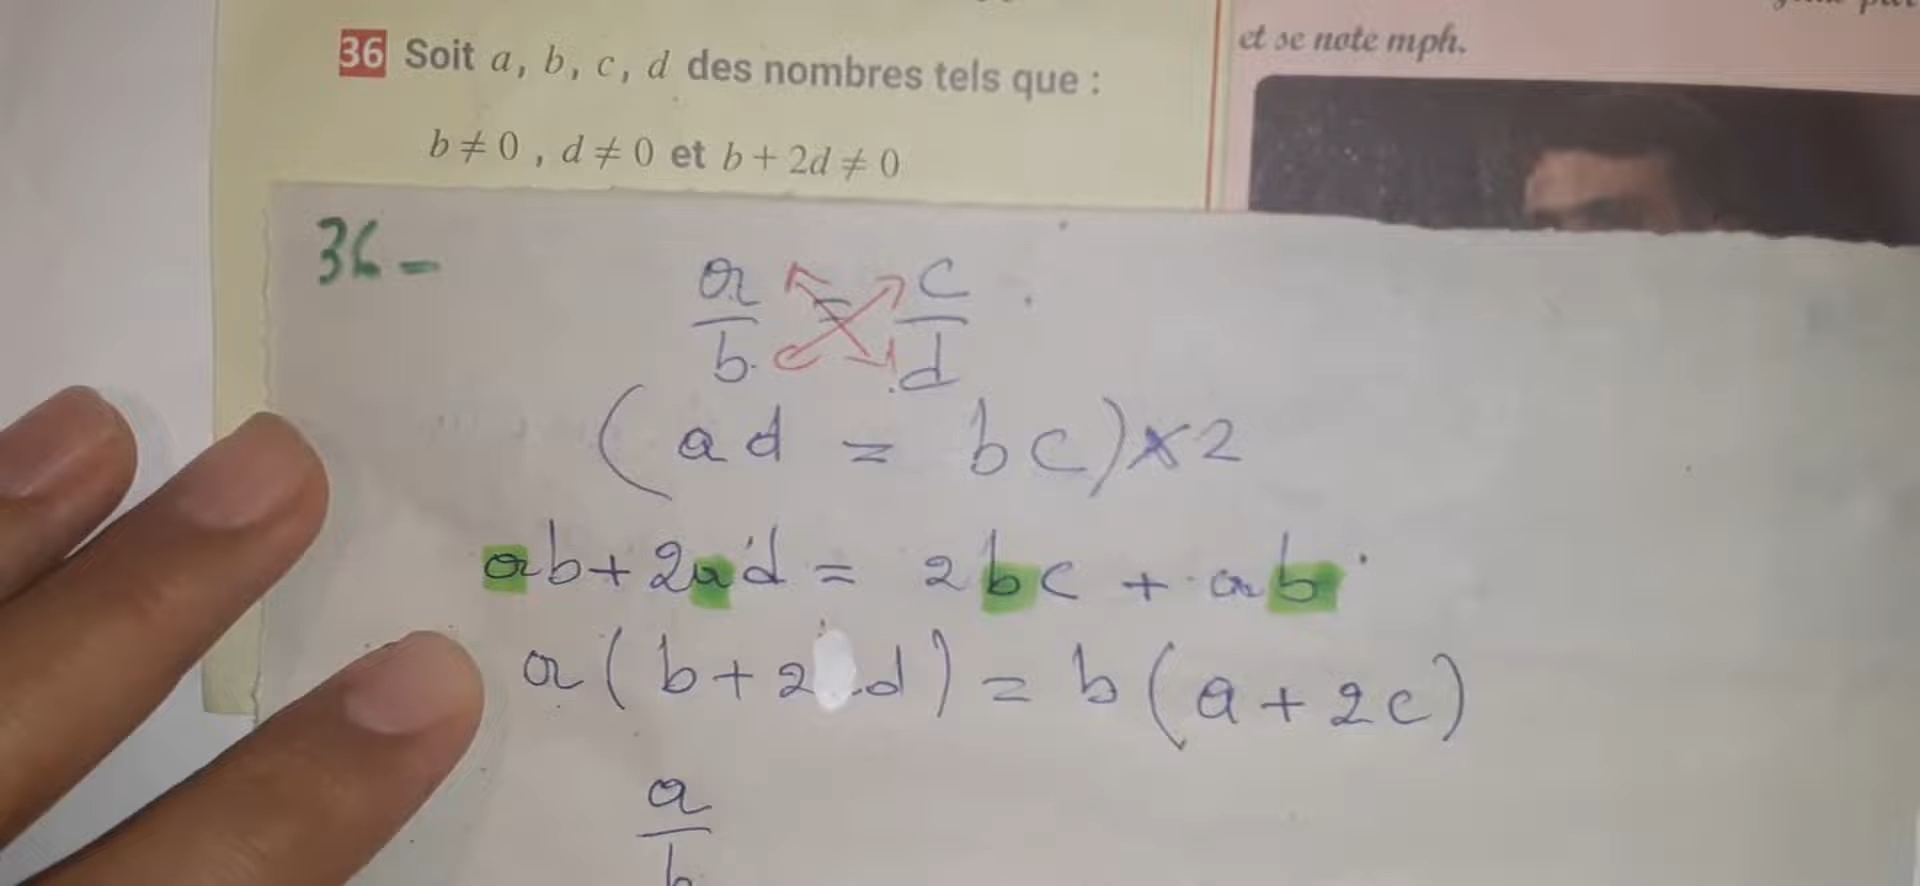 36 Soit a, b, c, d des nombres tels que :
b ≠ 0 , d ≠ 0 et b + 2d ≠ 0
et se note mph.
36 -
a/b = c/d
( ad = bc) × 2
ab + 2ad = 2bc + ab
a ( b + 2 d ) = b ( a + 2c )
a/b